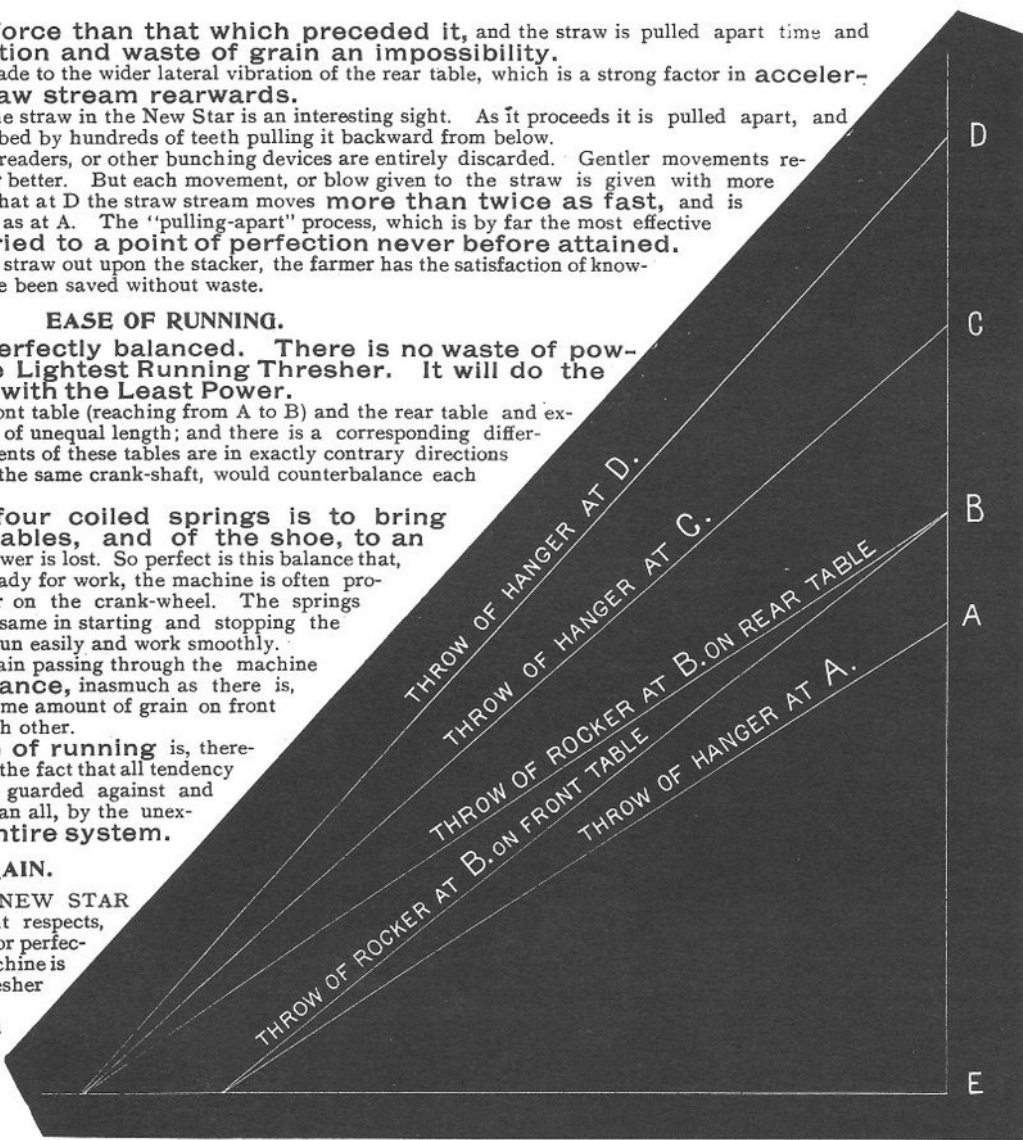 force than that which preceded it, and the straw is pulled apart time and
tion and waste of grain an impossibility.
ade to the wider lateral vibration of the rear table, which is a strong factor in acceler-
aw stream rearwards.
e straw in the New Star is an interesting sight. As it proceeds it is pulled apart, and
bed by hundreds of teeth pulling it backward from below.
readers, or other bunching devices are entirely discarded. Gentler movements re-
better. But each movement, or blow given to the straw is given with more
hat at D the straw stream moves more than twice as fast, and is
as at A. The "pulling-apart" process, which is by far the most effective
ried to a point of perfection never before attained.
straw out upon the stacker, the farmer has the satisfaction of know-
e been saved without waste.
EASE OF RUNNING.
erfectly balanced. There is no waste of pow-
e Lightest Running Thresher. It will do the
with the Least Power.
ont table (reaching from A to B) and the rear table and ex-
of unequal length; and there is a corresponding differ-
ents of these tables are in exactly contrary directions
the same crank-shaft, would counterbalance each
four coiled springs is to bring
ables, and of the shoe, to an
wer is lost. So perfect is this balance that,
ady for work, the machine is often pro-
r on the crank-wheel. The springs
same in starting and stopping the
un easily and work smoothly.
ain passing through the machine
ance, inasmuch as there is,
me amount of grain on front
h other.
of running is, there-
the fact that all tendency
guarded against and
an all, by the unex-
ntire system.
AIN.
NEW STAR
t respects,
or perfec-
chine is
esher
D
C
B
A
E
THROW OF HANGER AT D.
THROW OF HANGER AT C.
THROW OF ROCKER AT B. ON REAR TABLE
THROW OF ROCKER AT B. ON FRONT TABLE
THROW OF HANGER AT A.